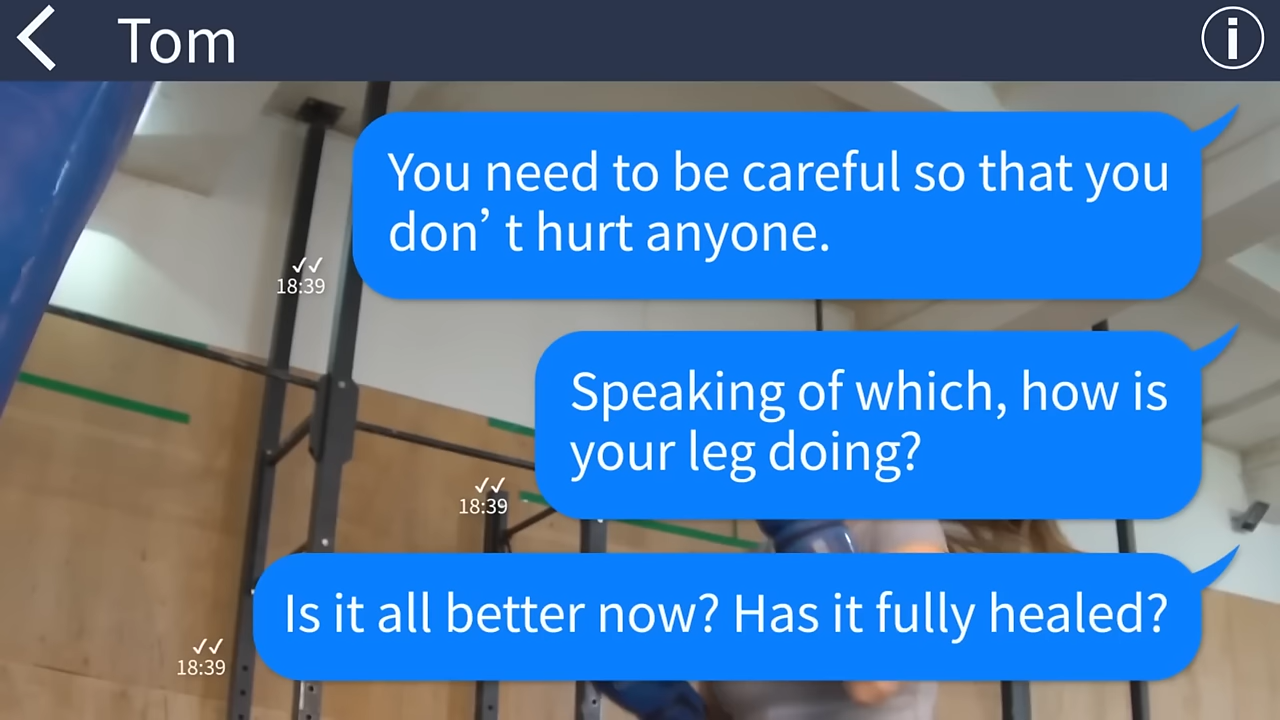 Tom
You need to be careful so that you
don’t hurt anyone.
18:39
Speaking of which, how is
your leg doing?
18:39
Is it all better now? Has it fully healed?
18:39